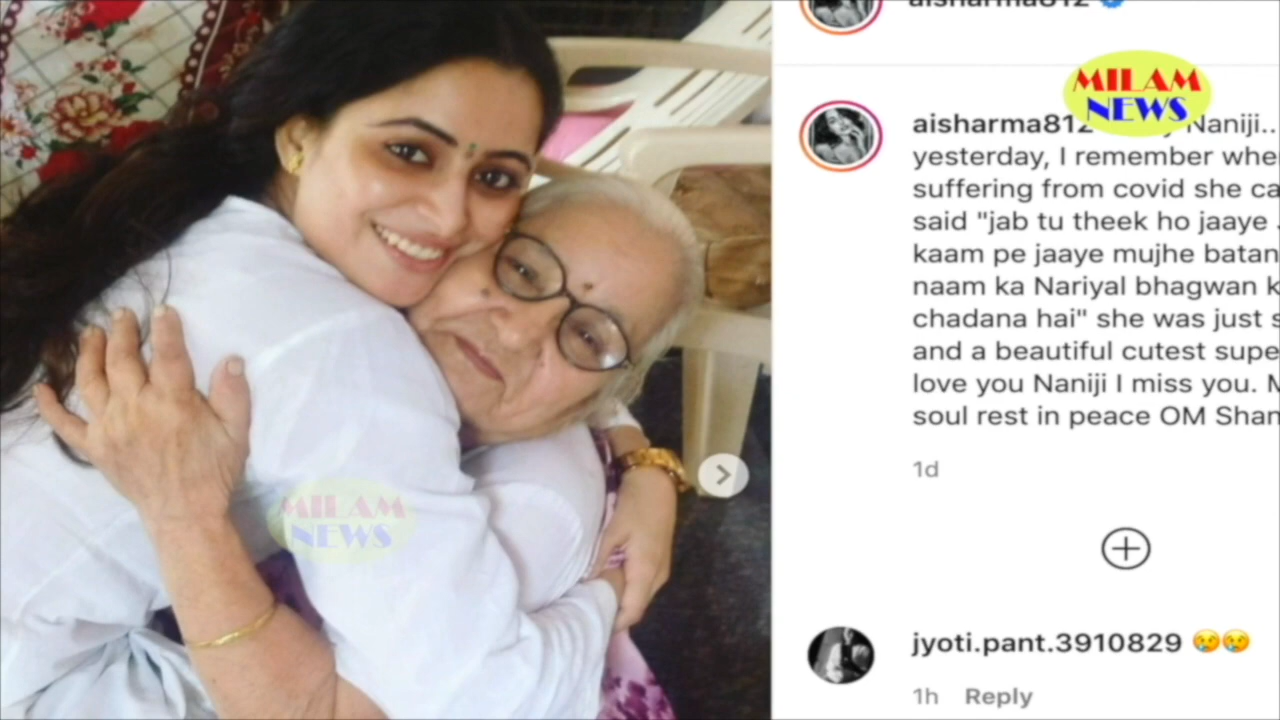 aisharma812
MILAM
NEWS
aisharma812 Naniji..
yesterday, I remember whe
suffering from covid she ca
said "jab tu theek ho jaaye .
kaam pe jaaye mujhe batan
naam ka Nariyal bhagwan k
chadana hai" she was just s
and a beautiful cutest supe
love you Naniji I miss you. M
soul rest in peace OM Shan
1d
MILAM
NEWS
jyoti.pant.3910829 😢😢
1h Reply